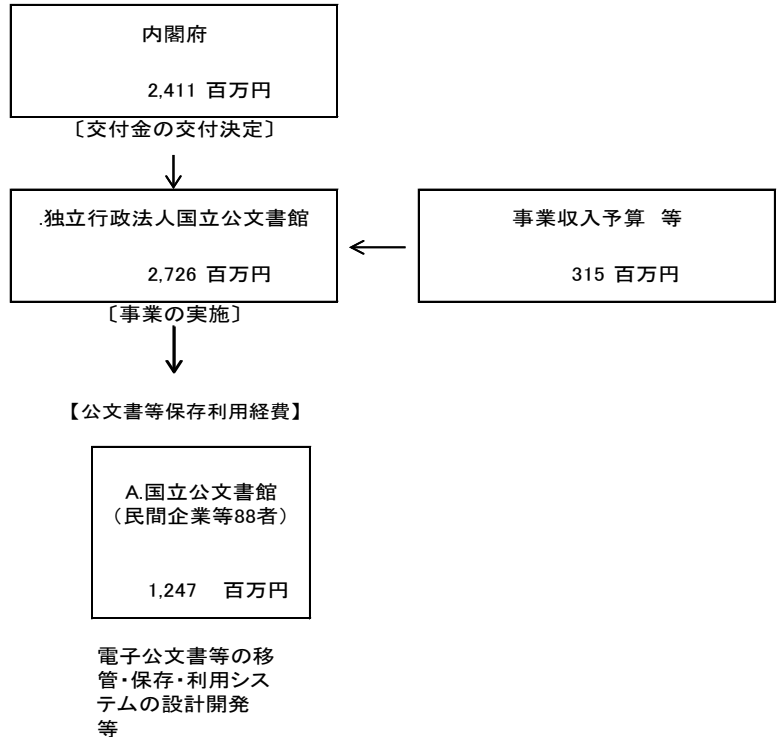 内閣府
2,411 百万円
〔交付金の交付決定〕
.独立行政法人国立公文書館
2,726 百万円
事業収入予算 等
315 百万円
〔事業の実施〕
【公文書等保存利用経費】
A.国立公文書館
（民間企業等88者）
1,247 百万円
電子公文書等の移
管・保存・利用シス
テムの設計開発
等